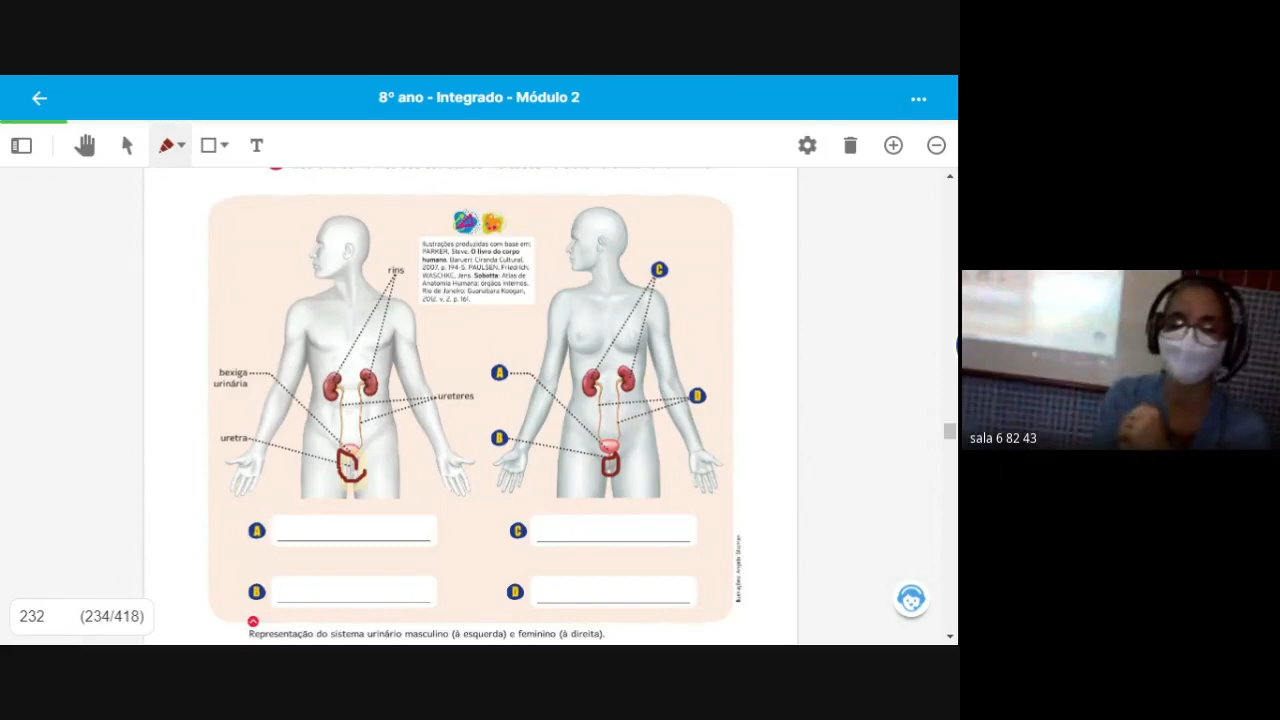 8º ano - Integrado - Módulo 2
T
Ilustrações produzidas com base em:
PARKER, Steve. O livro do corpo
humano. Barueri: Ciranda Cultural,
2007. p. 194-5. PAULSEN, Friedrich;
WASCHKE, Jens. Sobotta: Atlas de
Anatomia Humana: órgãos internos.
Rio de Janeiro: Guanabara Koogan,
2012. v. 2. p. 161.
rins
C
bexiga
urinária
A
ureteres
D
uretra
B
A
C
B
D
Representação do sistema urinário masculino (à esquerda) e feminino (à direita).
232 (234/418)
sala 6 82 43